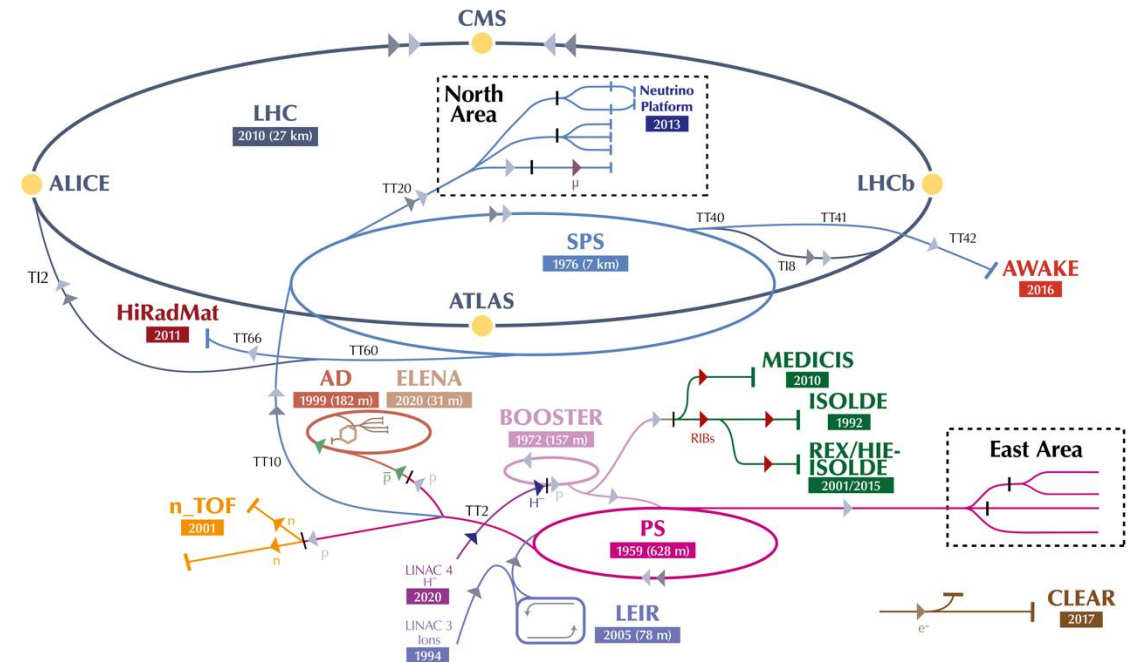 CMS
North
Area
Neutrino
Platform
2013
LHC
2010 (27 km)
μ
ALICE
LHCb
TT20
TT40
TT41
TT42
SPS
1976 (7 km)
TI8
TI2
AWAKE
2016
ATLAS
HiRadMat
2011
TT66
TT60
MEDICIS
2010
AD
1999 (182 m)
ELENA
2020 (31 m)
BOOSTER
1972 (157 m)
ISOLDE
1992
RIBs
REX/HIE-
ISOLDE
2001/2015
East Area
TT10
p̄
p
H⁻
p
TT2
n_TOF
2001
n
n
p
PS
1959 (628 m)
LINAC 4
H⁻
2020
LINAC 3
Ions
1994
LEIR
2005 (78 m)
e⁻
CLEAR
2017